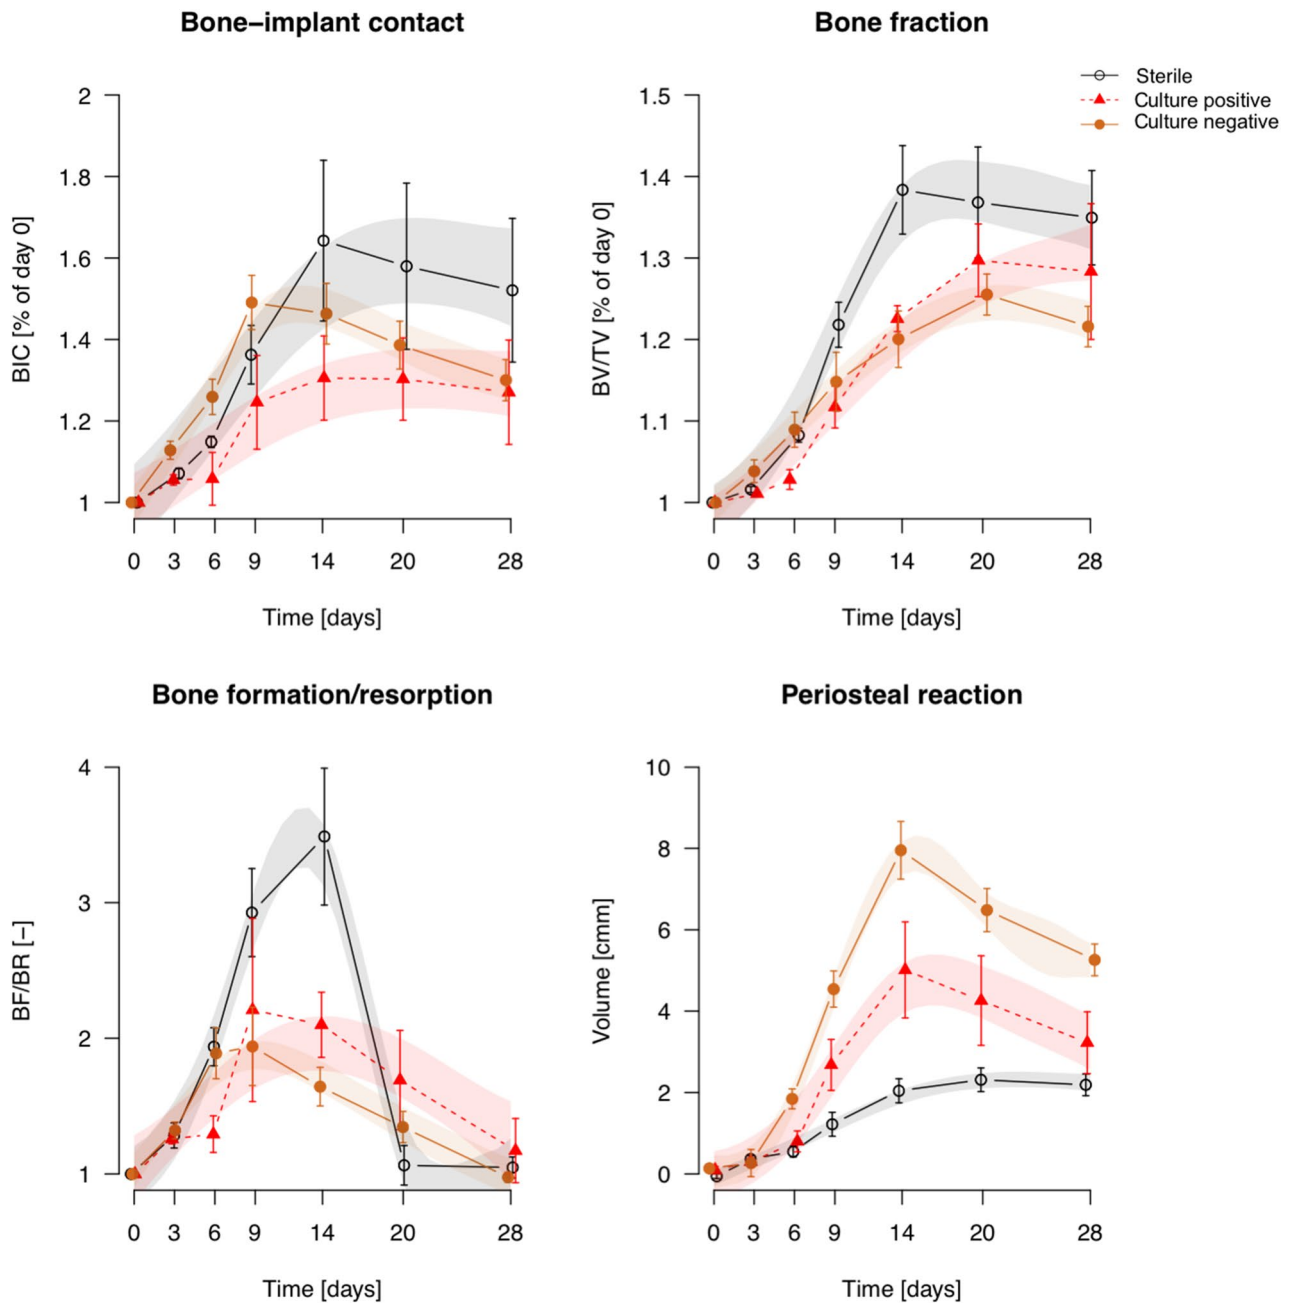 Bone–implant contact
BIC [% of day 0]
2
1.8
1.6
1.4
1.2
1
0 3 6 9 14 20 28
Time [days]
Bone fraction
Sterile
Culture positive
Culture negative
BV/TV [% of day 0]
1.5
1.4
1.3
1.2
1.1
1
0 3 6 9 14 20 28
Time [days]
Bone formation/resorption
BF/BR [–]
4
3
2
1
0 3 6 9 14 20 28
Time [days]
Periosteal reaction
Volume [cmm]
10
8
6
4
2
0
0 3 6 9 14 20 28
Time [days]